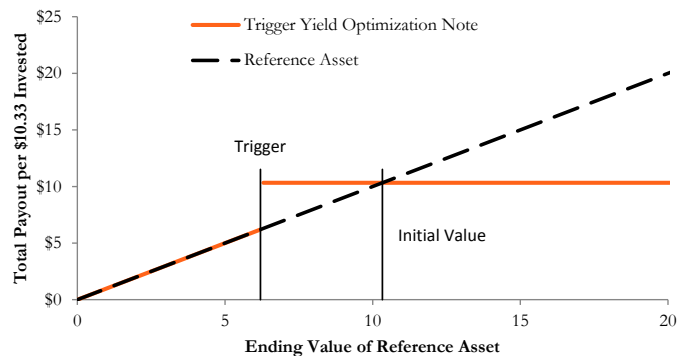 $25
Trigger Yield Optimization Note
Reference Asset
$20
$15
Trigger
$10
Initial Value
$5
$0
0 5 10 15 20
Ending Value of Reference Asset
Total Payout per $10.33 Invested